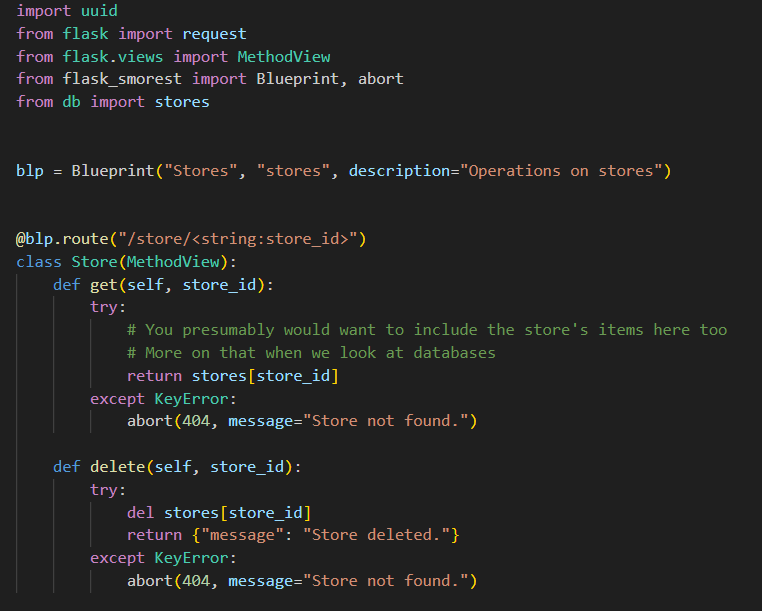 import uuid
from flask import request
from flask.views import MethodView
from flask_smorest import Blueprint, abort
from db import stores
blp = Blueprint("Stores", "stores", description="Operations on stores")
@blp.route("/store/<string:store_id>")
class Store(MethodView):
    def get(self, store_id):
        try:
            # You presumably would want to include the store's items here too
            # More on that when we look at databases
            return stores[store_id]
        except KeyError:
            abort(404, message="Store not found.")
    def delete(self, store_id):
        try:
            del stores[store_id]
            return {"message": "Store deleted."}
        except KeyError:
            abort(404, message="Store not found.")